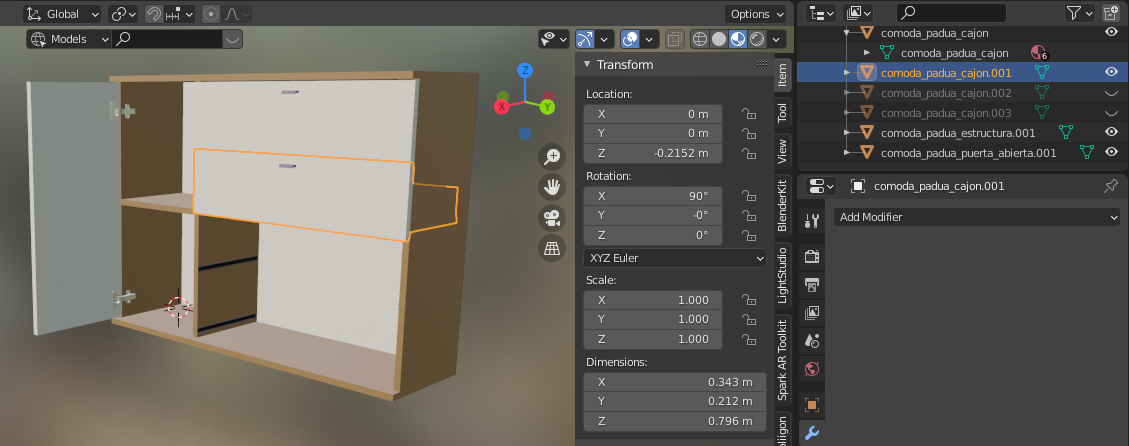 Global
Options
Models
Z
X
Y
Transform
Location:
X 0 m
Y 0 m
Z -0.2152 m
Rotation:
X 90°
Y -0°
Z 0°
XYZ Euler
Scale:
X 1.000
Y 1.000
Z 1.000
Dimensions:
X 0.343 m
Y 0.212 m
Z 0.796 m
Item
Tool
View
BlenderKit
LightStudio
Spark AR Toolkit
comoda_padua_cajon
comoda_padua_cajon 6
comoda_padua_cajon.001
comoda_padua_cajon.002
comoda_padua_cajon.003
comoda_padua_estructura.001
comoda_padua_puerta_abierta.001
comoda_padua_cajon.001
Add Modifier